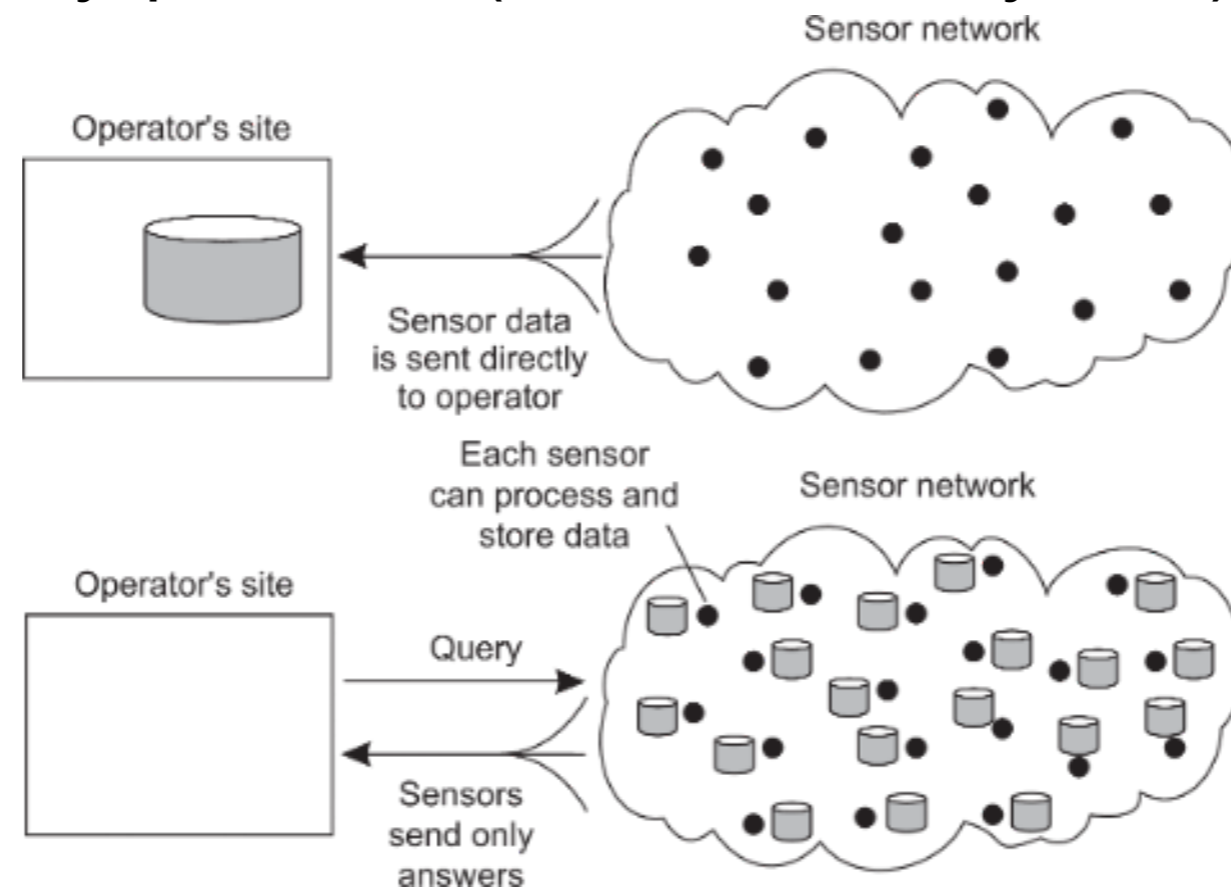 Sensor network
Operator's site
Sensor data
is sent directly
to operator
Each sensor
can process and
store data
Sensor network
Operator's site
Query
Sensors
send only
answers